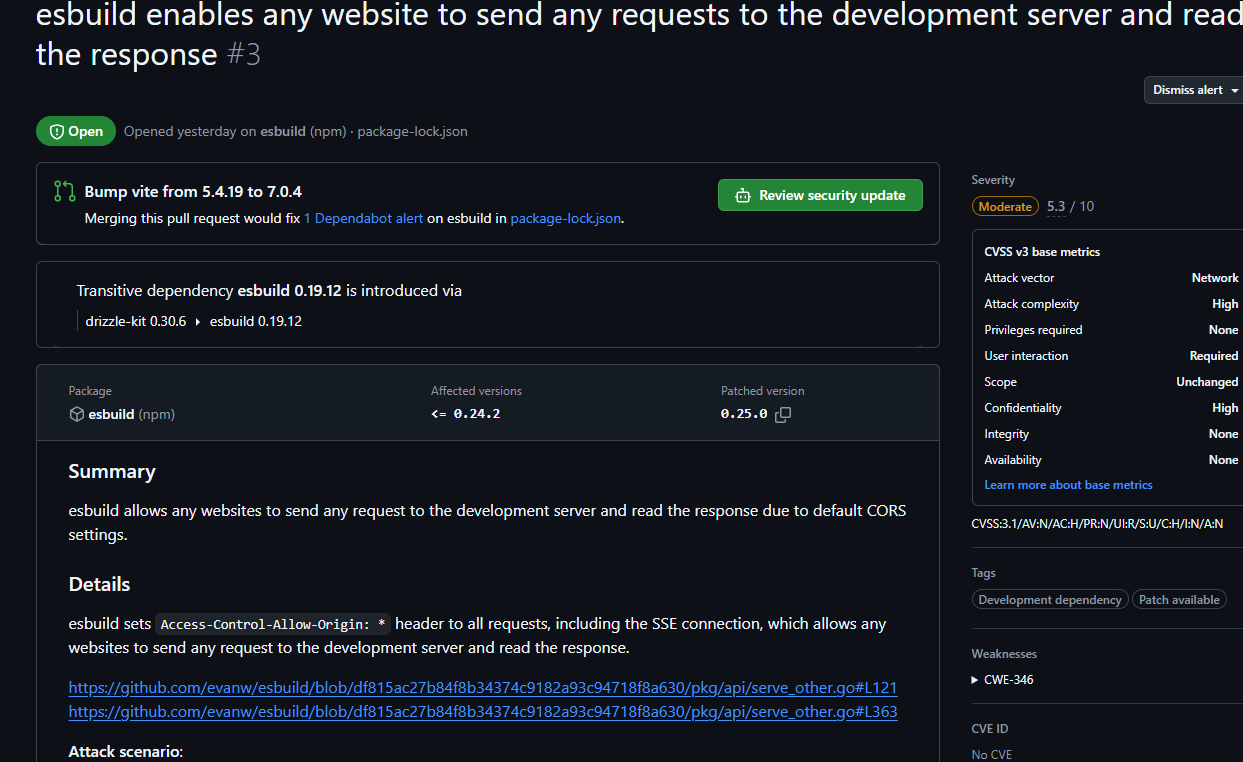 esbuild enables any website to send any requests to the development server and read
the response #3
Dismiss alert
Open Opened yesterday on esbuild (npm) · package-lock.json
Bump vite from 5.4.19 to 7.0.4
Merging this pull request would fix 1 Dependabot alert on esbuild in package-lock.json.
Review security update
Transitive dependency esbuild 0.19.12 is introduced via
drizzle-kit 0.30.6 esbuild 0.19.12
Package Affected versions Patched version
esbuild (npm) <= 0.24.2 0.25.0
Summary
esbuild allows any websites to send any request to the development server and read the response due to default CORS
settings.
Details
esbuild sets Access-Control-Allow-Origin: * header to all requests, including the SSE connection, which allows any
websites to send any request to the development server and read the response.
https://github.com/evanw/esbuild/blob/df815ac27b84f8b34374c9182a93c94718f8a630/pkg/api/serve_other.go#L121
https://github.com/evanw/esbuild/blob/df815ac27b84f8b34374c9182a93c94718f8a630/pkg/api/serve_other.go#L363
Attack scenario:
Severity
Moderate 5.3 / 10
CVSS v3 base metrics
Attack vector Network
Attack complexity High
Privileges required None
User interaction Required
Scope Unchanged
Confidentiality High
Integrity None
Availability None
Learn more about base metrics
CVSS:3.1/AV:N/AC:H/PR:N/UI:R/S:U/C:H/I:N/A:N
Tags
Development dependency Patch available
Weaknesses
CWE-346
CVE ID
No CVE